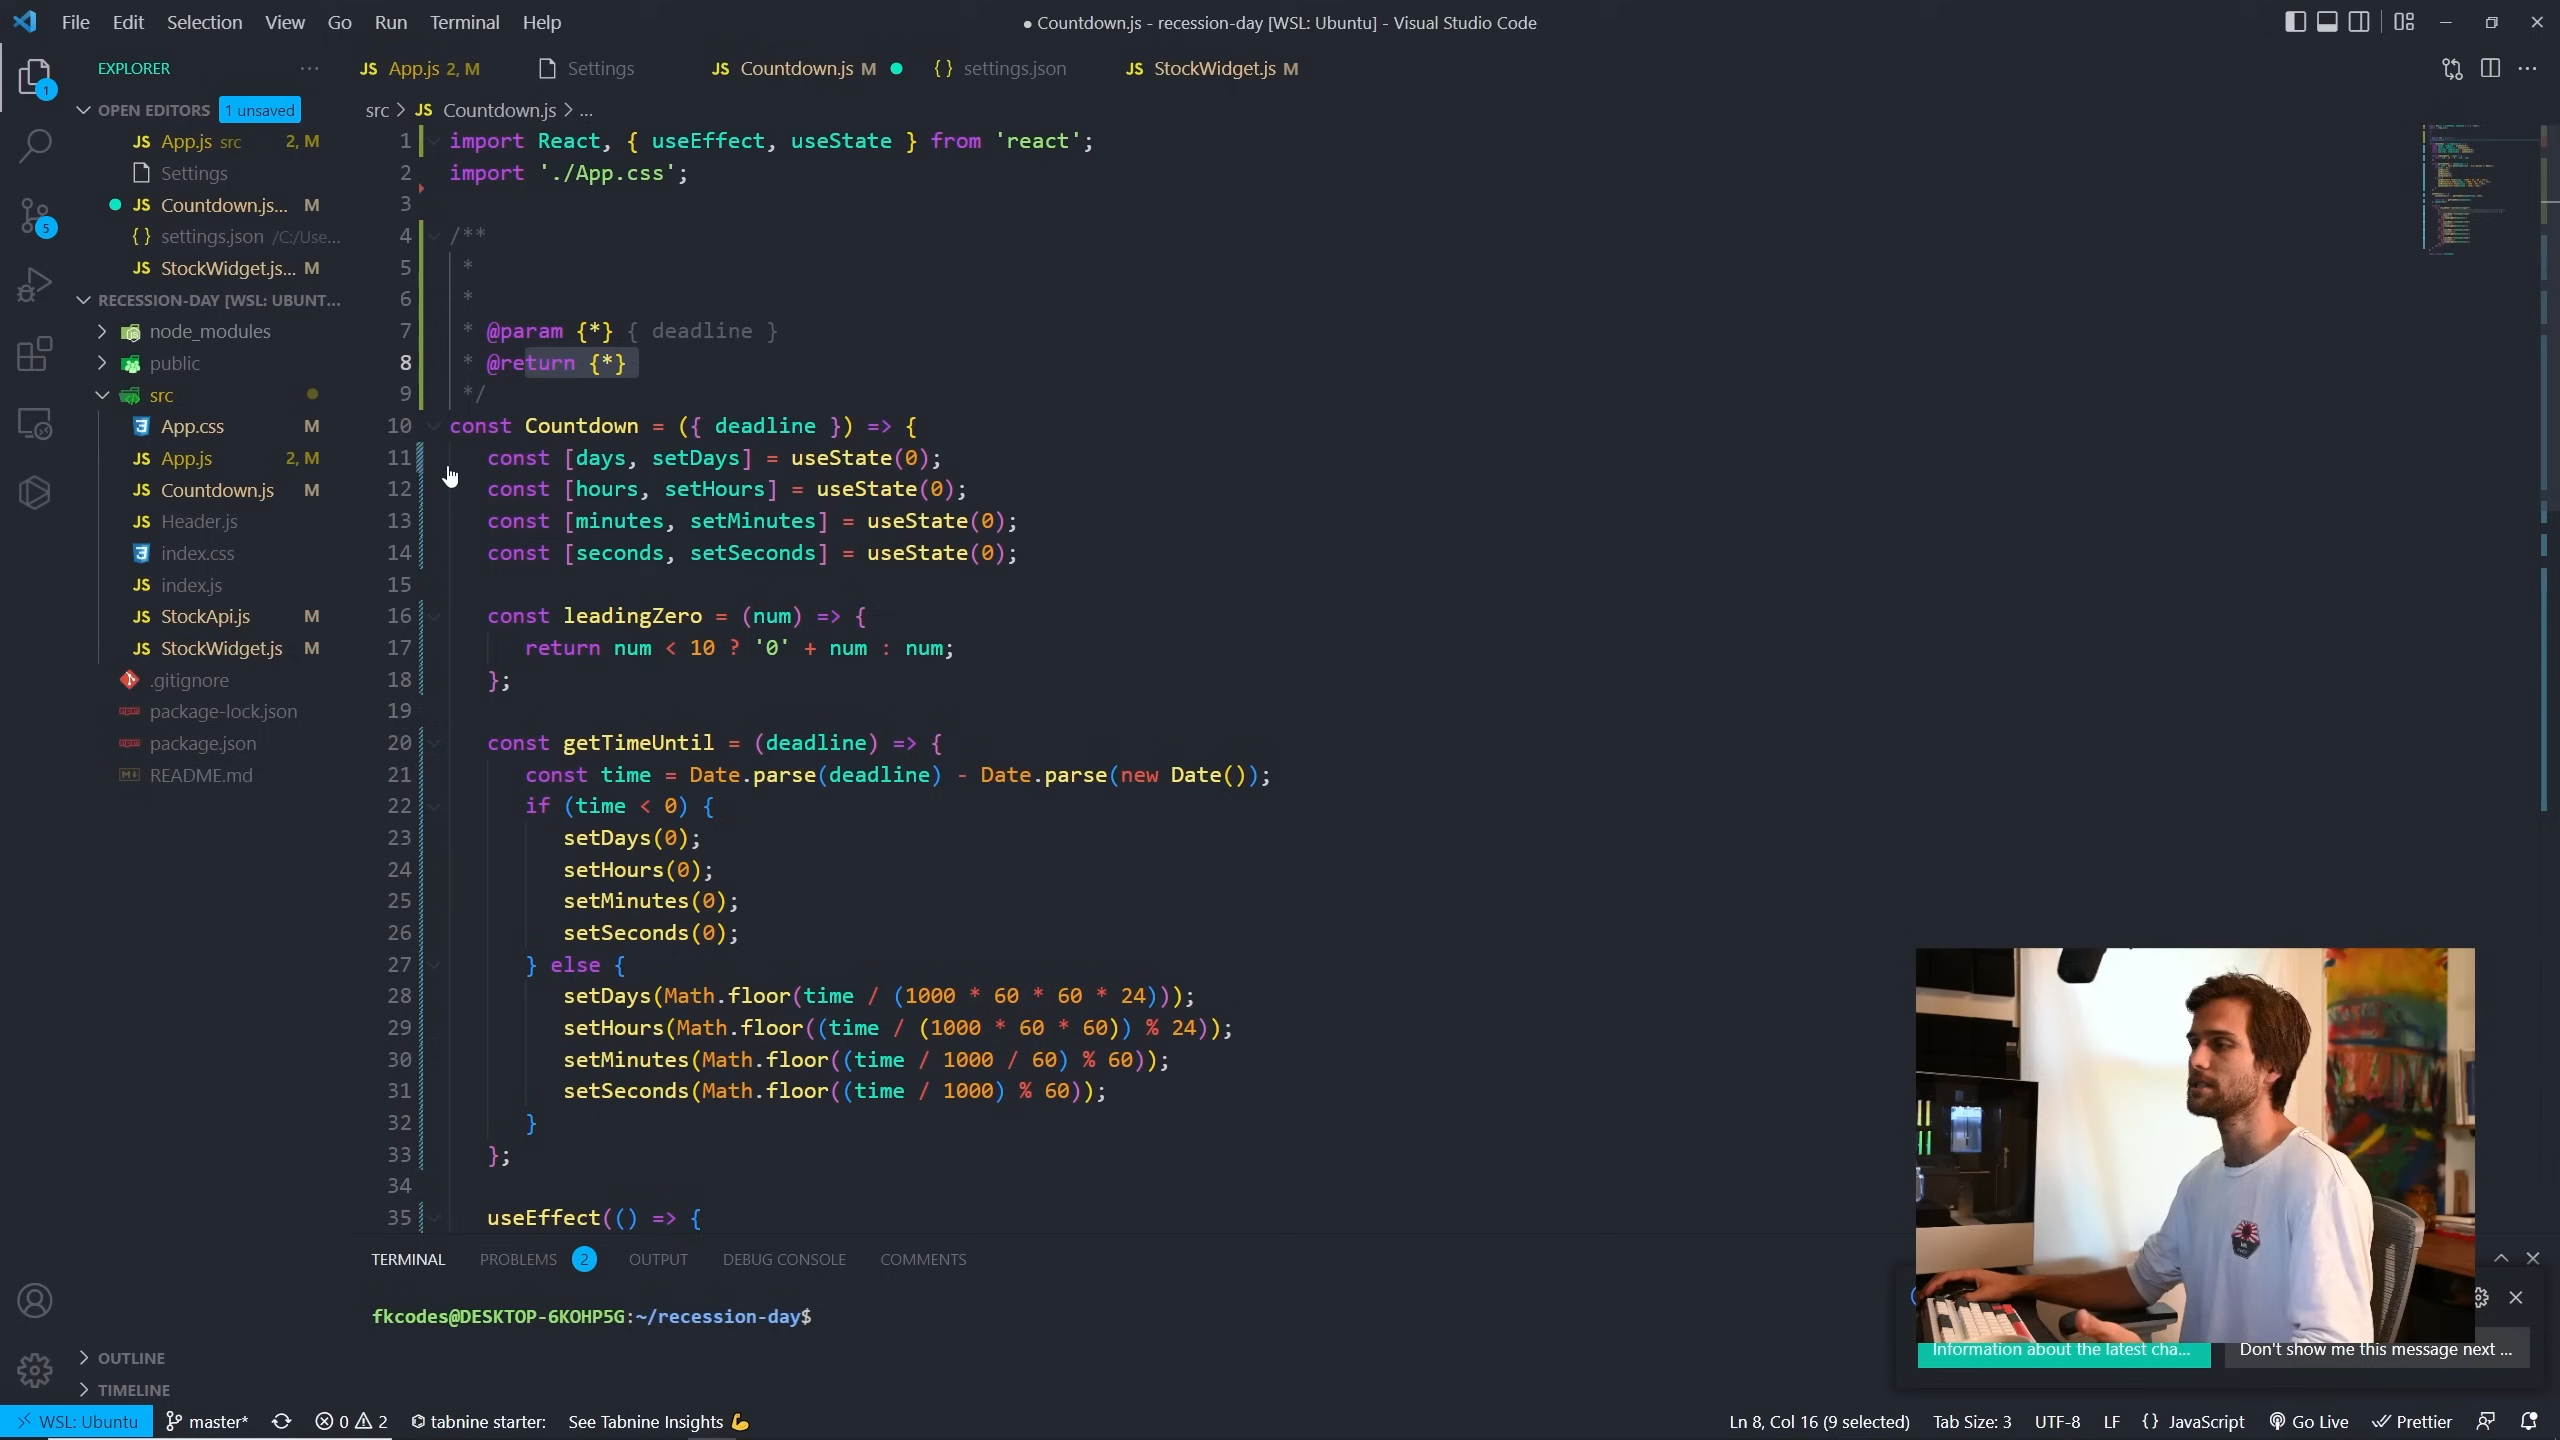 File Edit Selection View Go Run Terminal Help
● Countdown.js - recession-day [WSL: Ubuntu] - Visual Studio Code
EXPLORER
JS App.js 2, M
Settings
JS Countdown.js M
{} settings.json
JS StockWidget.js M
1
OPEN EDITORS 1 unsaved
JS App.js src 2, M
Settings
JS Countdown.js... M
{} settings.json /C:/Use...
JS StockWidget.js... M
5
RECESSION-DAY [WSL: UBUNT...
node_modules
public
src
App.css M
JS App.js 2, M
JS Countdown.js M
JS Header.js
index.css
JS index.js
JS StockApi.js M
JS StockWidget.js M
.gitignore
package-lock.json
package.json
README.md
OUTLINE
TIMELINE
src > JS Countdown.js > ...
1 import React, { useEffect, useState } from 'react';
2 import './App.css';
3
4 /**
5 *
6 *
7 * @param {*} { deadline }
8 * @return {*}
9 */
10 const Countdown = ({ deadline }) => {
11 const [days, setDays] = useState(0);
12 const [hours, setHours] = useState(0);
13 const [minutes, setMinutes] = useState(0);
14 const [seconds, setSeconds] = useState(0);
15
16 const leadingZero = (num) => {
17 return num < 10 ? '0' + num : num;
18 };
19
20 const getTimeUntil = (deadline) => {
21 const time = Date.parse(deadline) - Date.parse(new Date());
22 if (time < 0) {
23 setDays(0);
24 setHours(0);
25 setMinutes(0);
26 setSeconds(0);
27 } else {
28 setDays(Math.floor(time / (1000 * 60 * 60 * 24)));
29 setHours(Math.floor((time / (1000 * 60 * 60)) % 24));
30 setMinutes(Math.floor((time / 1000 / 60) % 60));
31 setSeconds(Math.floor((time / 1000) % 60));
32 }
33 };
34
35 useEffect(() => {
TERMINAL PROBLEMS 2 OUTPUT DEBUG CONSOLE COMMENTS
fkcodes@DESKTOP-6KOHP5G:~/recession-day$
Information about the latest cha...
Don't show me this message next ...
WSL: Ubuntu master* 0 2 tabnine starter: See Tabnine Insights 💪
Ln 8, Col 16 (9 selected) Tab Size: 3 UTF-8 LF {} JavaScript Go Live Prettier